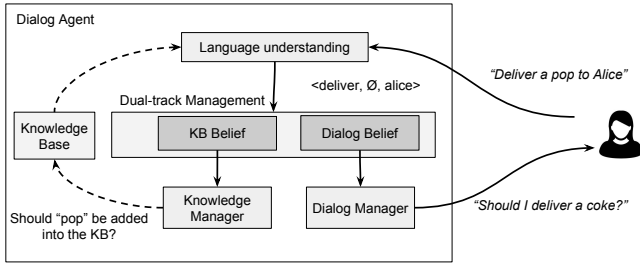 Dialog Agent
Language understanding
“Deliver a pop to Alice”
<deliver, Ø, alice>
Dual-track Management
Knowledge
Base
KB Belief
Dialog Belief
Knowledge
Manager
Dialog Manager
Should “pop” be added
into the KB?
“Should I deliver a coke?”